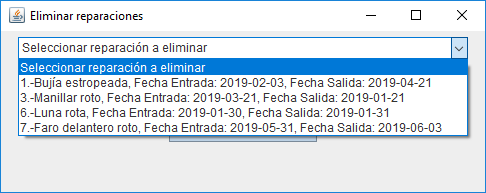 Eliminar reparaciones
Seleccionar reparación a eliminar
Seleccionar reparación a eliminar
1.-Bujía estropeada, Fecha Entrada: 2019-02-03, Fecha Salida: 2019-04-21
3.-Manillar roto, Fecha Entrada: 2019-03-21, Fecha Salida: 2019-01-21
6.-Luna rota, Fecha Entrada: 2019-01-30, Fecha Salida: 2019-01-31
7.-Faro delantero roto, Fecha Entrada: 2019-05-31, Fecha Salida: 2019-06-03